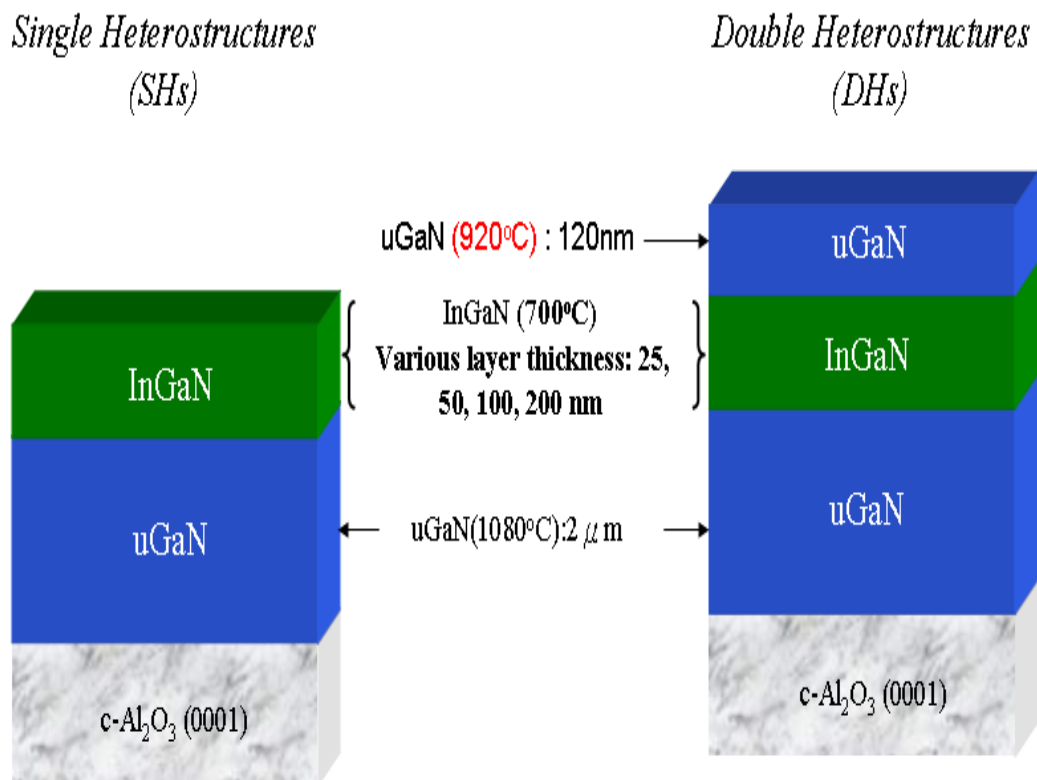 Single Heterostructures
(SHs)
Double Heterostructures
(DHs)
uGaN (920°C) : 120nm
uGaN
InGaN (700°C)
Various layer thickness: 25,
50, 100, 200 nm
InGaN
InGaN
uGaN(1080°C):2 μm
uGaN
uGaN
c-Al₂O₃ (0001)
c-Al₂O₃ (0001)